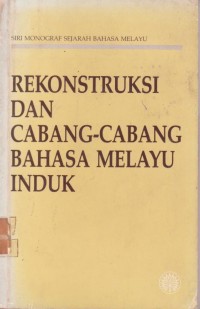 SIRI MONOGRAF SEJARAH BAHASA MELAYU
REKONSTRUKSI
DAN
CABANG-CABANG
BAHASA MELAYU
INDUK